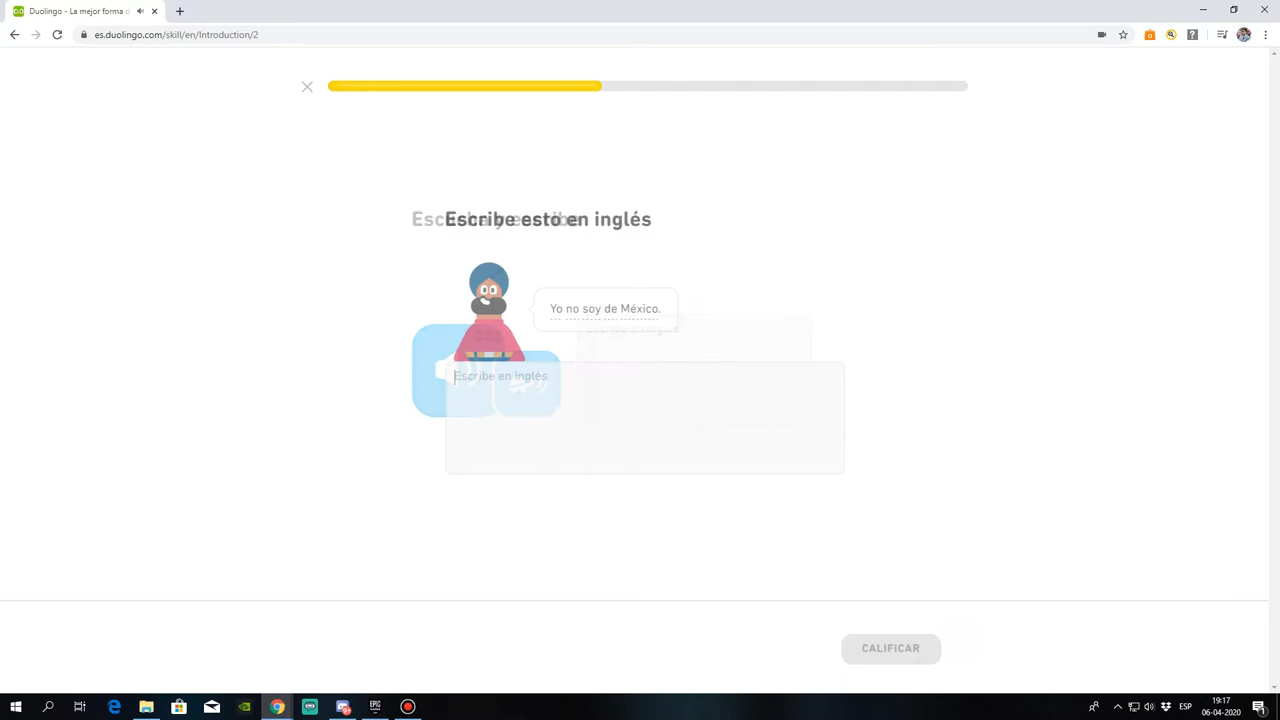 Duolingo - La mejor forma d
es.duolingo.com/skill/en/Introduction/2
Escribe esto en inglés
Yo no soy de México.
Escribe en inglés
CALIFICAR
EPIC
ESP
19:17
06-04-2020